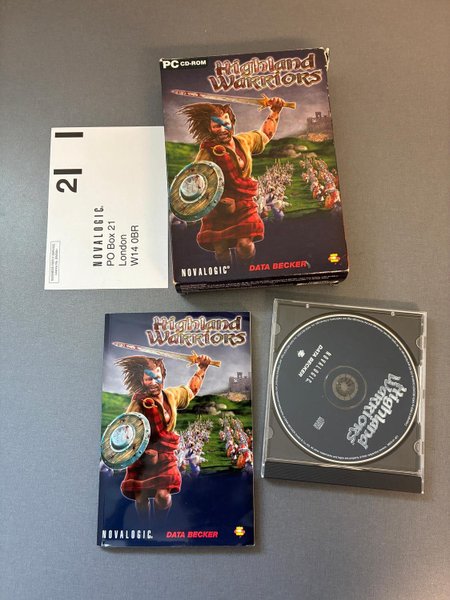 PC CD-ROM
Highland
WARRIORS
NOVALOGIC®
DATA BECKER
2
NOVALOGIC®
PO Box 21
London
W14 0BR
Highland
WARRIORS
NOVALOGIC®
DATA BECKER
Highland
WARRIORS
NOVALOGIC
DATA BECKER